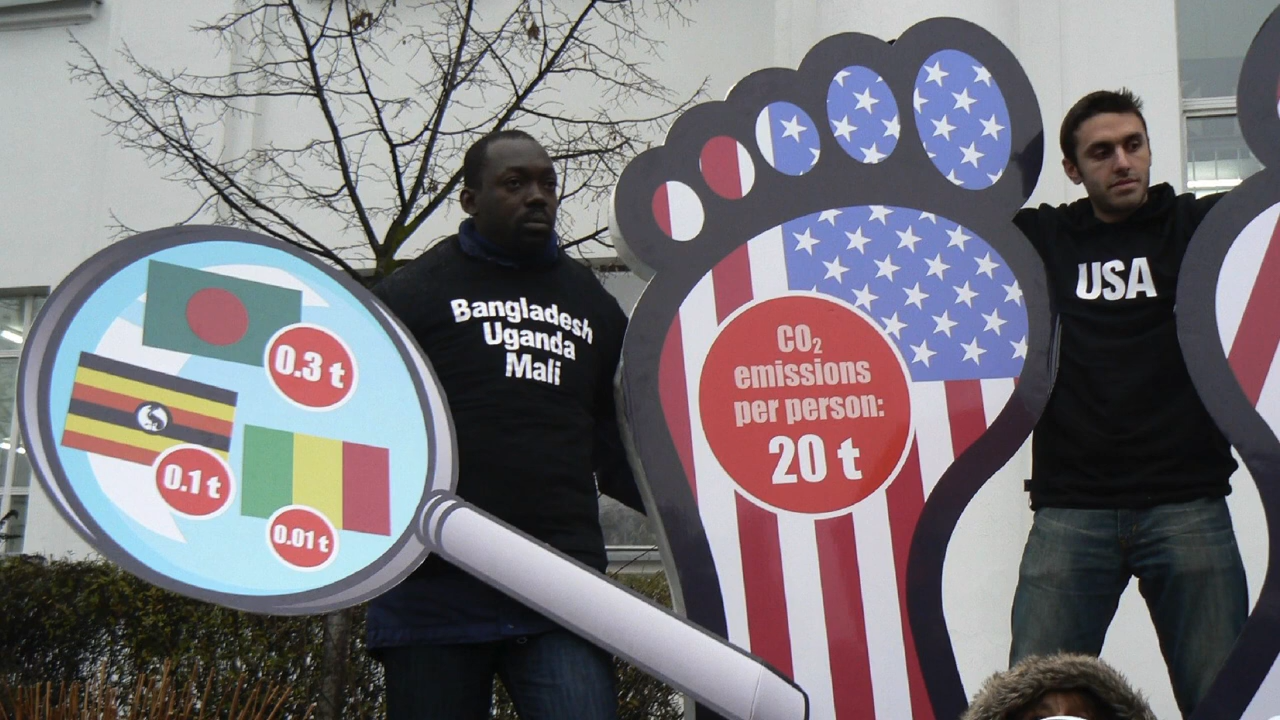 0.3 t
0.1 t
0.01 t
Bangladesh
Uganda
Mali
CO₂
emissions
per person:
20 t
USA